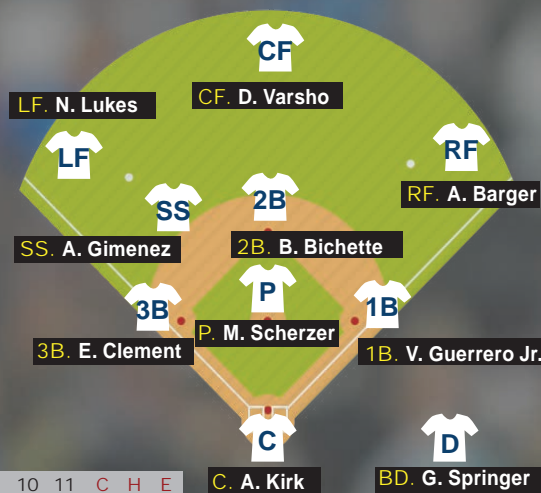 CF
CF. D. Varsho
LF. N. Lukes
LF
RF
RF. A. Barger
SS
SS. A. Gimenez
2B
2B. B. Bichette
3B
3B. E. Clement
P
P. M. Scherzer
1B
1B. V. Guerrero Jr.
C
C. A. Kirk
D
BD. G. Springer
10 11 C H E